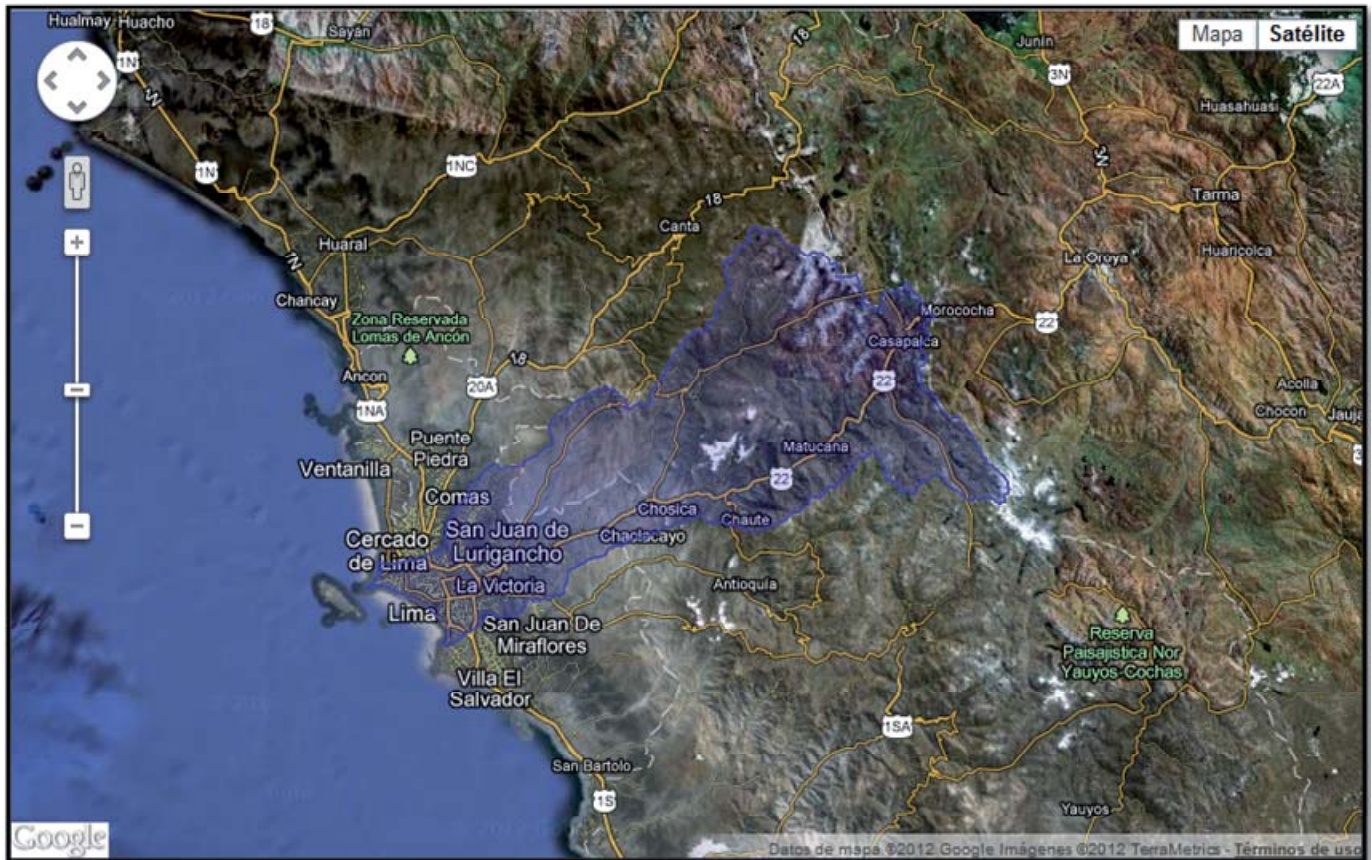 Hualmay
Huacho
18
Sayán
18
Junín
Mapa
Satélite
1N
3N
22A
Huasahuasi
1N
1NC
3N
Tarma
18
Canta
Huaral
Huaricolca
La Oroya
1N
Chancay
Morococha
22
Zona Reservada
Lomas de Ancón
Casapalca
18
Ancon
20A
22
Acolla
1NA
Chocon
Jauja
Puente
Piedra
Matucana
Ventanilla
22
Comas
Chosica
Chaute
San Juan de
Lurigancho
Chaclacayo
Cercado
de Lima
La Victoria
Antioquía
Lima
San Juan De
Miraflores
Reserva
Paisajística Nor
Yauyos-Cochas
Villa El
Salvador
1SA
San Bartolo
1S
Yauyos
Google
Datos de mapa ©2012 Google Imágenes ©2012 TerraMetrics - Términos de uso